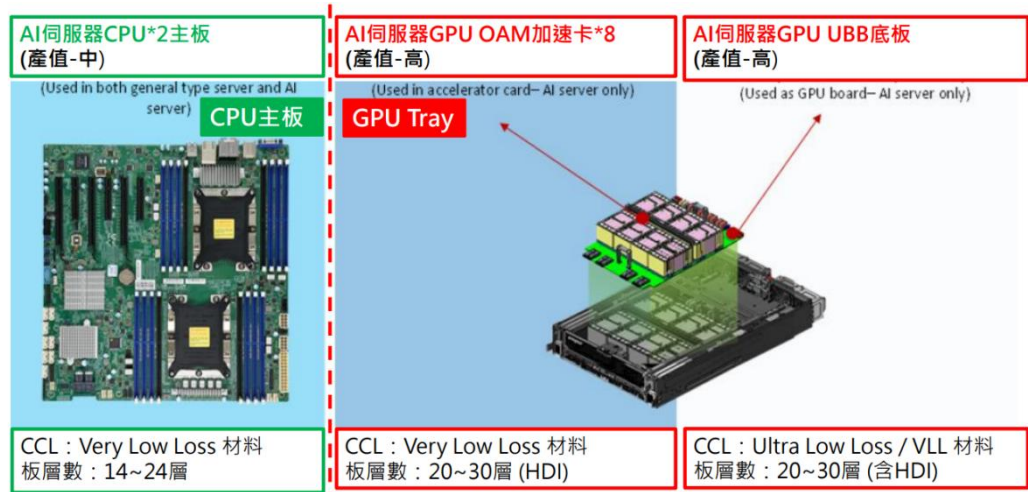 AI伺服器CPU*2主板
(產值-中)
(Used in both general type server and AI
server)
CPU主板
CCL：Very Low Loss 材料
板層數：14~24層
AI伺服器GPU OAM加速卡*8
(產值-高)
(Used in accelerator card— AI server only)
GPU Tray
CCL：Very Low Loss 材料
板層數：20~30層 (HDI)
AI伺服器GPU UBB底板
(產值-高)
(Used as GPU board— AI server only)
CCL：Ultra Low Loss / VLL 材料
板層數：20~30層 (含HDI)